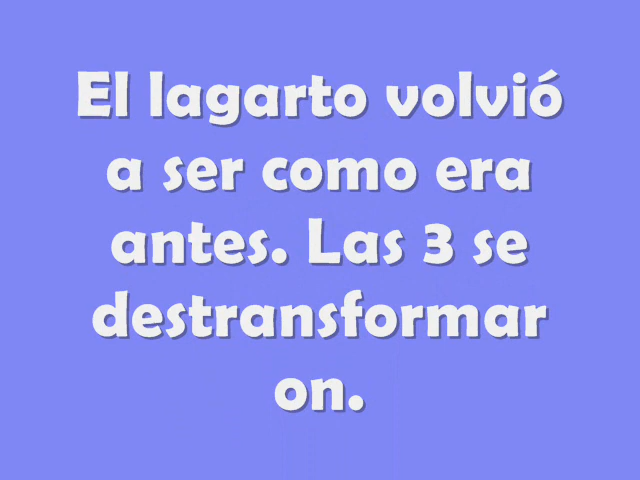 El lagarto volvió
a ser como era
antes. Las 3 se
destransformar
on.